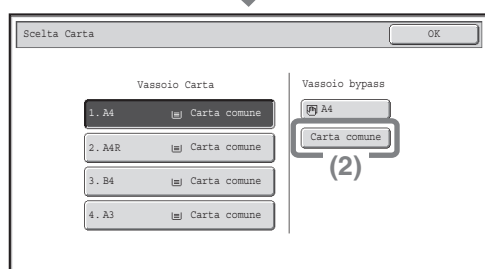 Scelta Carta
OK
Vassoio Carta
Vassoio bypass
1. A4 Carta comune
A4
2. A4R Carta comune
Carta comune
(2)
3. B4 Carta comune
4. A3 Carta comune